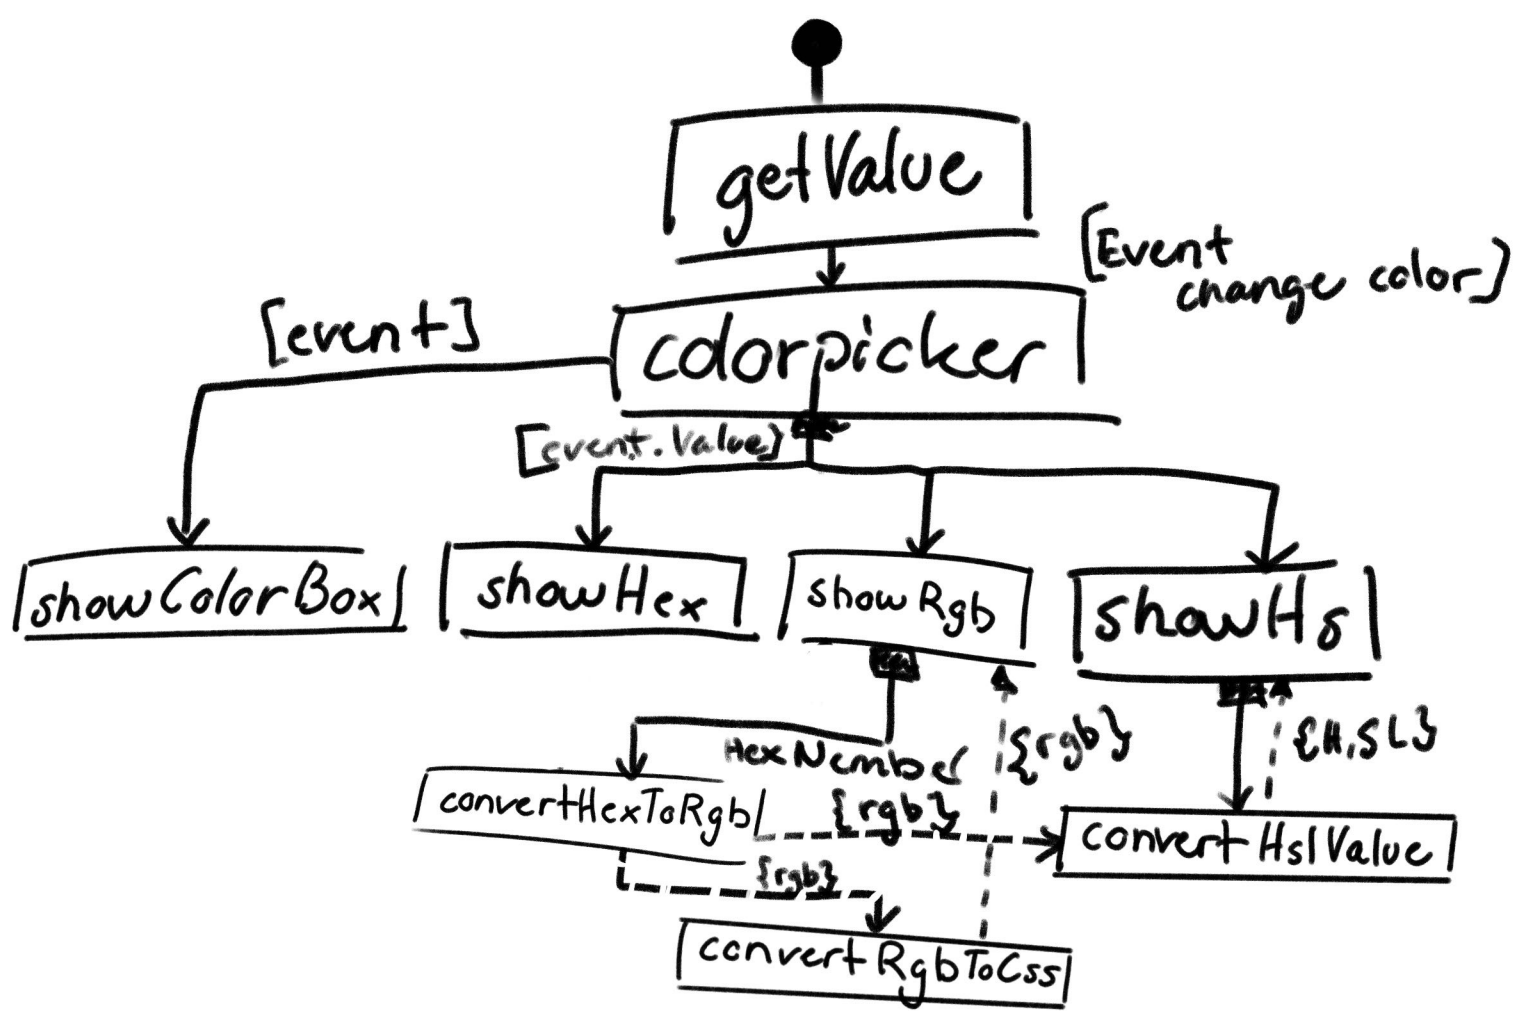 getValue
[Event
change color]
[event]
colorpicker
[event.Value]
showColorBox
showHex
showRgb
showHs
HexNumber
{rgb}
{H,SL}
convertHexToRgb
{rgb}
convertHslValue
{rgb}
convertRgbToCss